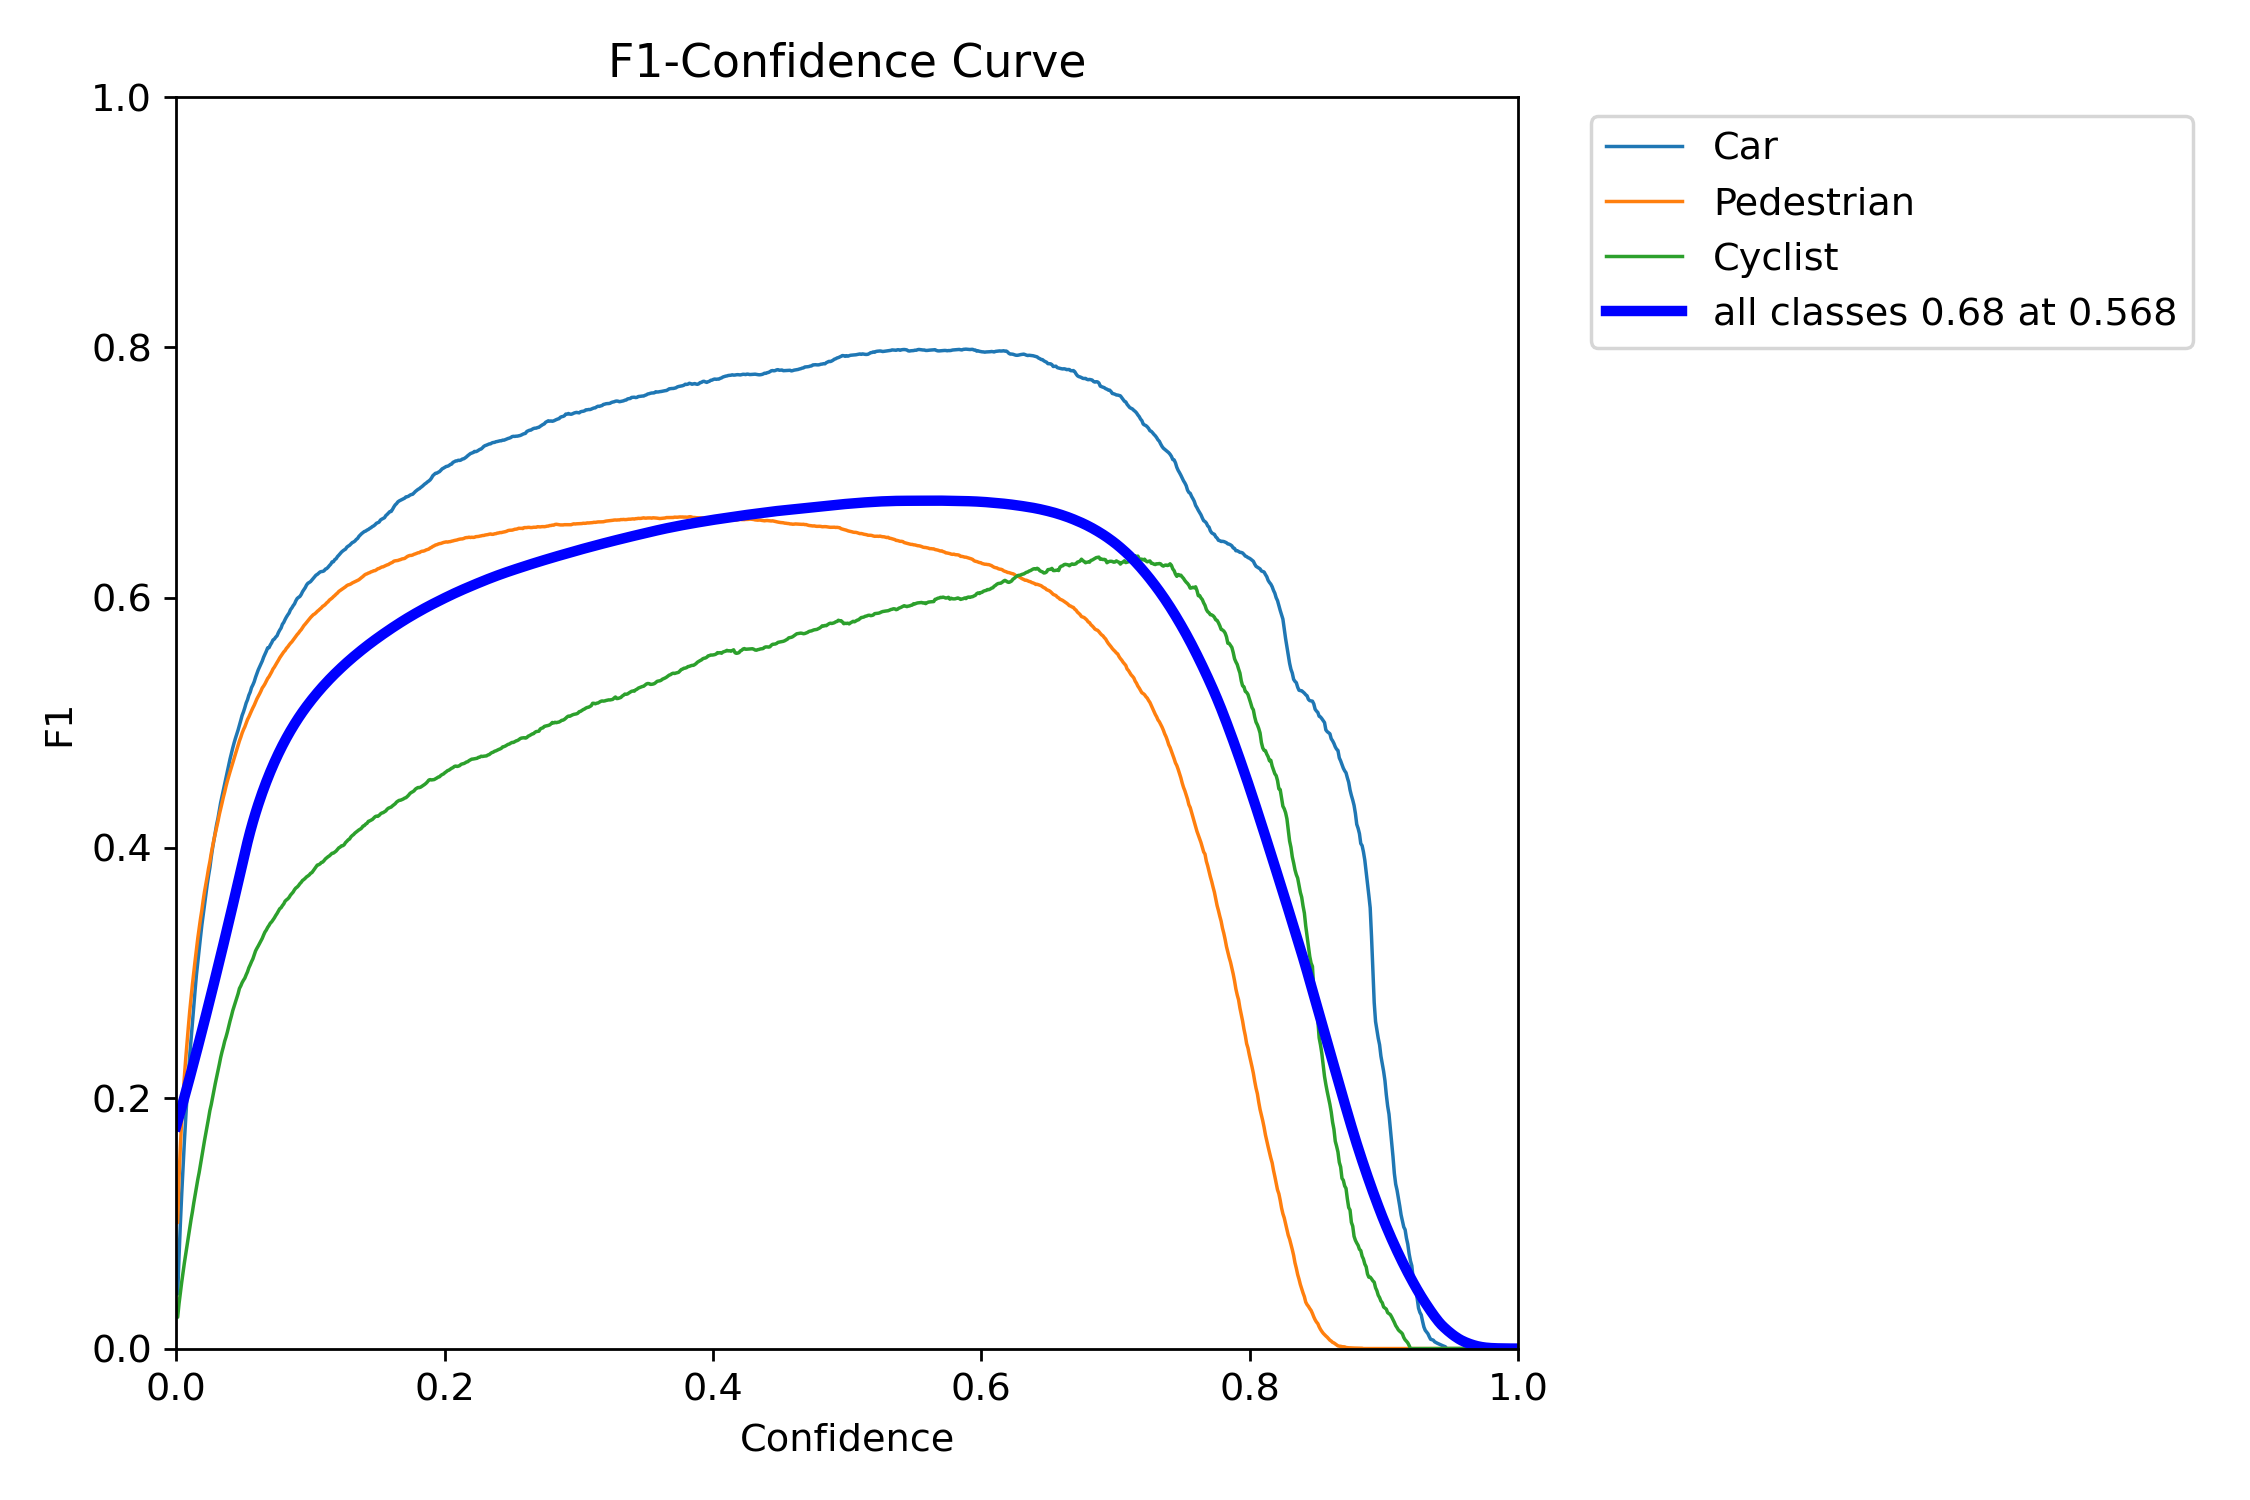 F1-Confidence Curve
1.0
0.8
0.6
0.4
0.2
0.0
F1
0.0 0.2 0.4 0.6 0.8 1.0
Confidence
Car
Pedestrian
Cyclist
all classes 0.68 at 0.568